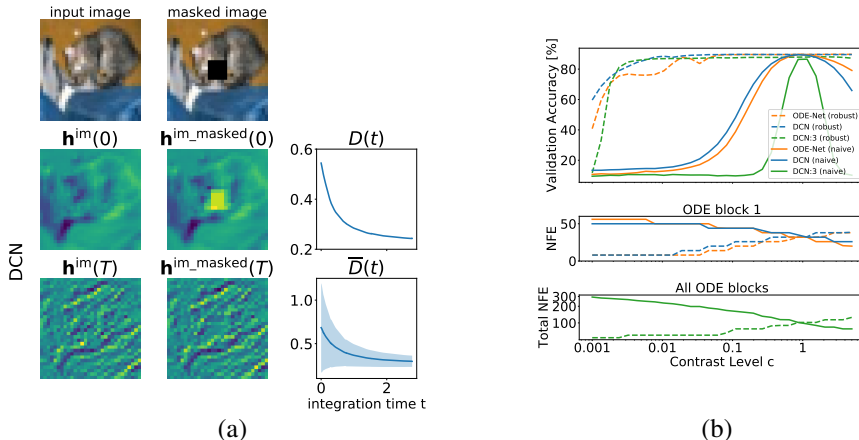 input image
masked image
h^im(0)
h^im_masked(0)
D(t)
0.6
0.4
0.2
DCN
h^im(T)
h^im_masked(T)
D̅(t)
1.0
0.5
0
2
integration time t
(a)
Validation Accuracy [%]
80
60
40
20
ODE-Net (robust)
DCN (robust)
DCN:3 (robust)
ODE-Net (naive)
DCN (naive)
DCN:3 (naive)
ODE block 1
NFE
50
0
All ODE blocks
Total NFE
300
200
100
0.001
0.01
0.1
1
Contrast Level c
(b)